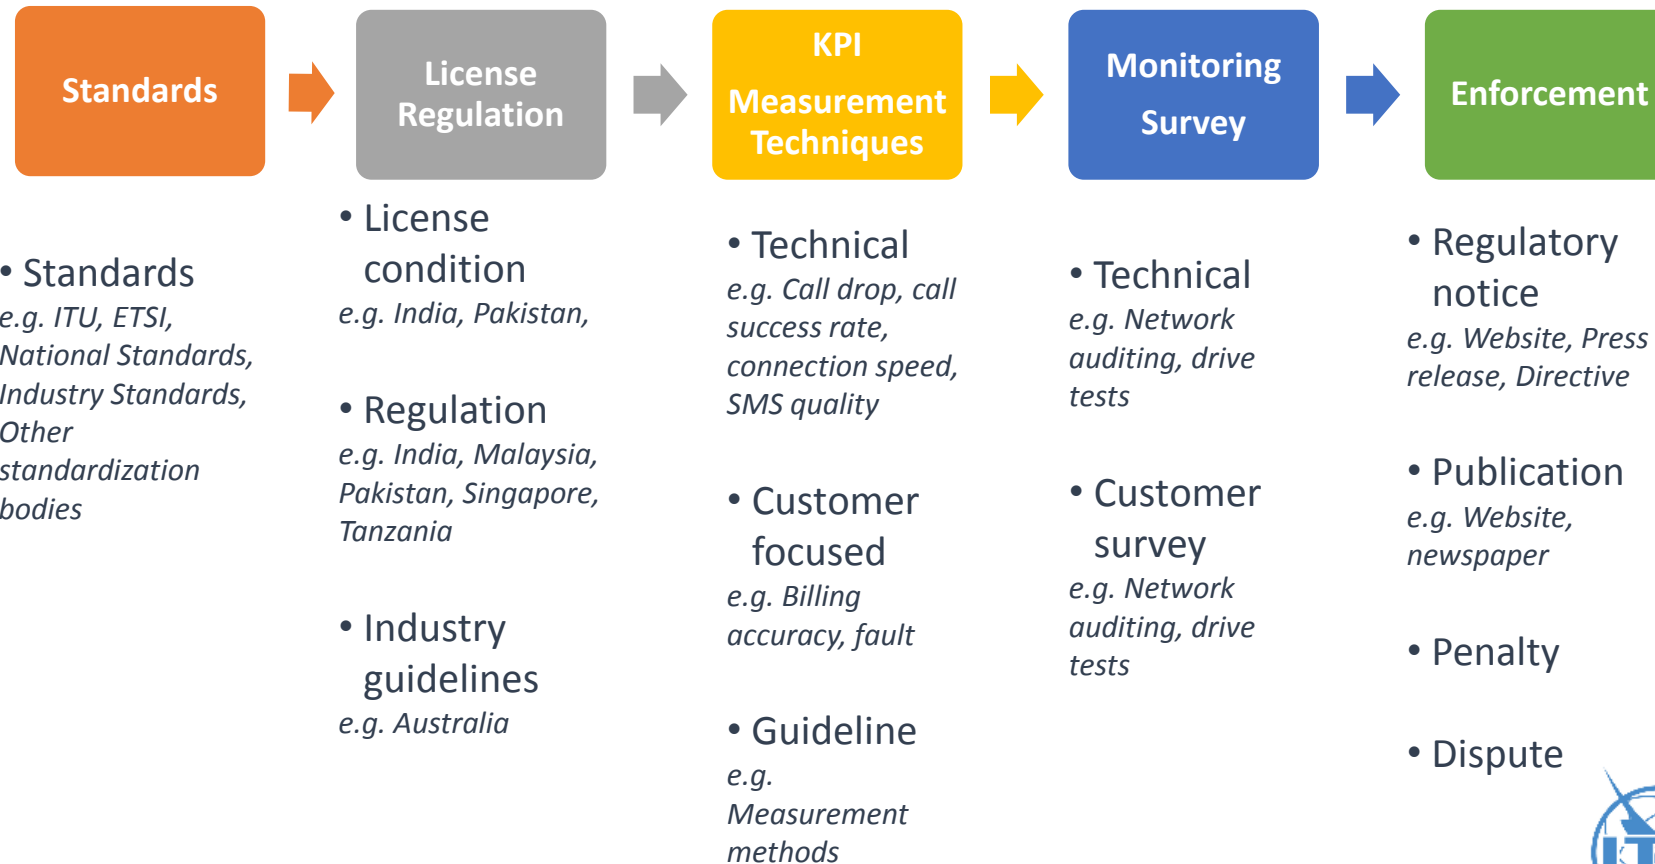 Standards
License
Regulation
KPI
Measurement
Techniques
Monitoring
Survey
Enforcement
• Standards
e.g. ITU, ETSI,
National Standards,
Industry Standards,
Other
standardization
bodies
• License
condition
e.g. India, Pakistan,
• Regulation
e.g. India, Malaysia,
Pakistan, Singapore,
Tanzania
• Industry
guidelines
e.g. Australia
• Technical
e.g. Call drop, call
success rate,
connection speed,
SMS quality
• Customer
focused
e.g. Billing
accuracy, fault
• Guideline
e.g.
Measurement
methods
• Technical
e.g. Network
auditing, drive
tests
• Customer
survey
e.g. Network
auditing, drive
tests
• Regulatory
notice
e.g. Website, Press
release, Directive
• Publication
e.g. Website,
newspaper
• Penalty
• Dispute